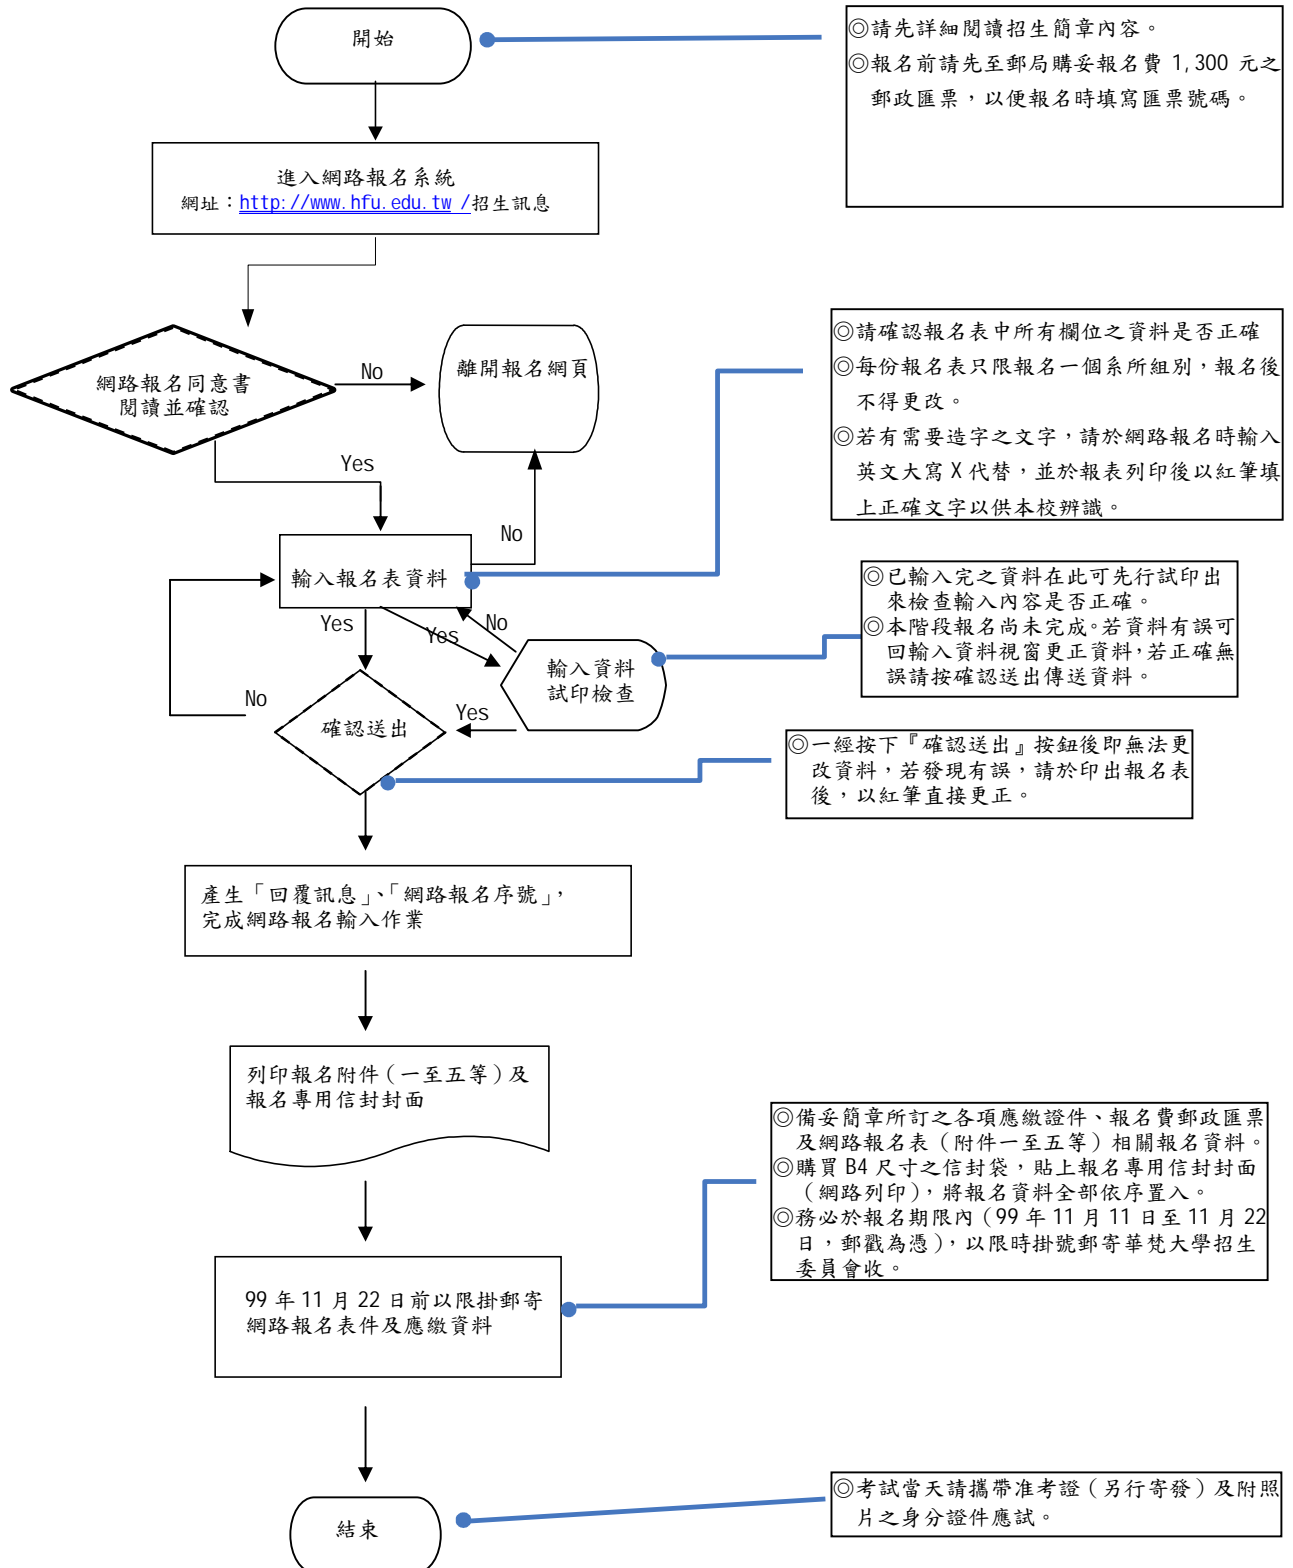 開始
◎請先詳細閱讀招生簡章內容。
◎報名前請先至郵局購妥報名費 1,300 元之
郵政匯票，以便報名時填寫匯票號碼。
進入網路報名系統
網址：http://www.hfu.edu.tw /招生訊息
網路報名同意書
閱讀並確認
No
離開報名網頁
◎請確認報名表中所有欄位之資料是否正確
◎每份報名表只限報名一個系所組別，報名後
不得更改。
◎若有需要造字之文字，請於網路報名時輸入
英文大寫 X 代替，並於報表列印後以紅筆填
上正確文字以供本校辨識。
Yes
No
輸入報名表資料
Yes
Yes
No
輸入資料
試印檢查
◎已輸入完之資料在此可先行試印出
來檢查輸入內容是否正確。
◎本階段報名尚未完成。若資料有誤可
回輸入資料視窗更正資料，若正確無
誤請按確認送出傳送資料。
No
Yes
確認送出
◎一經按下『確認送出』按鈕後即無法更
改資料，若發現有誤，請於印出報名表
後，以紅筆直接更正。
產生「回覆訊息」、「網路報名序號」，
完成網路報名輸入作業
列印報名附件（一至五等）及
報名專用信封封面
◎備妥簡章所訂之各項應繳證件、報名費郵政匯票
及網路報名表（附件一至五等）相關報名資料。
◎購買 B4 尺寸之信封袋，貼上報名專用信封封面
（網路列印），將報名資料全部依序置入。
◎務必於報名期限內（99 年 11 月 11 日至 11 月 22
日，郵戳為憑），以限時掛號郵寄華梵大學招生
委員會收。
99 年 11 月 22 日前以限掛郵寄
網路報名表件及應繳資料
結束
◎考試當天請攜帶准考證（另行寄發）及附照
片之身分證件應試。